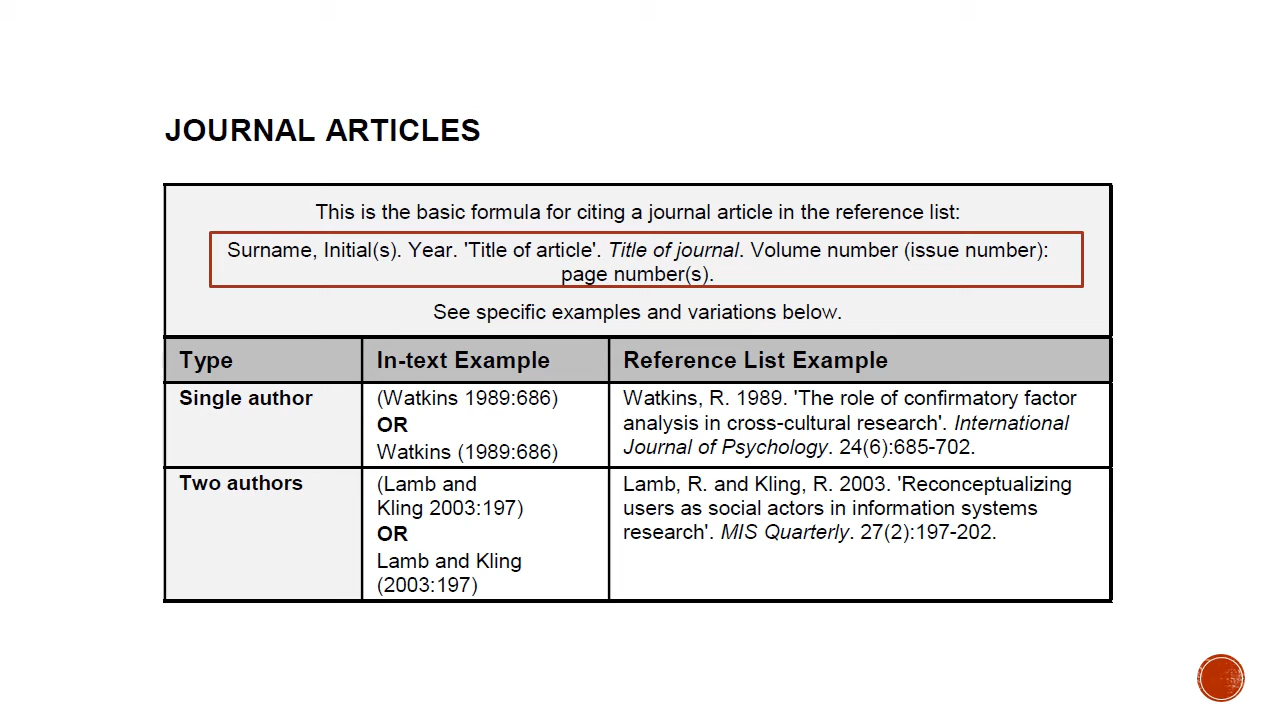 JOURNAL ARTICLES
This is the basic formula for citing a journal article in the reference list:
Surname, Initial(s). Year. 'Title of article'. Title of journal. Volume number (issue number):
page number(s).
See specific examples and variations below.
Type
In-text Example
Reference List Example
Single author
(Watkins 1989:686)
OR
Watkins (1989:686)
Watkins, R. 1989. 'The role of confirmatory factor
analysis in cross-cultural research'. International
Journal of Psychology. 24(6):685-702.
Two authors
(Lamb and
Kling 2003:197)
OR
Lamb and Kling
(2003:197)
Lamb, R. and Kling, R. 2003. 'Reconceptualizing
users as social actors in information systems
research'. MIS Quarterly. 27(2):197-202.